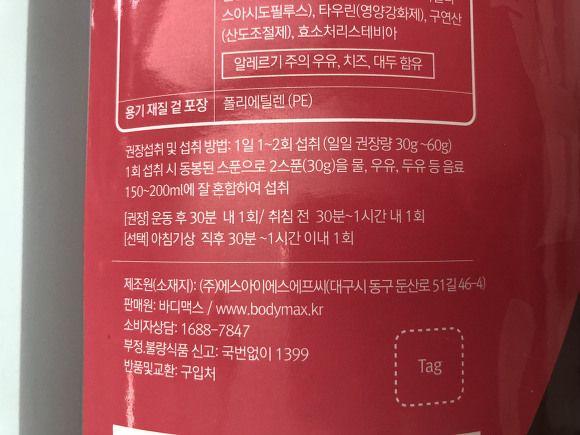 스아시도필루스), 타우린(영양강화제), 구연산
(산도조절제), 효소처리스테비아
알레르기 주의 우유, 치즈, 대두 함유
용기 재질 겉 포장 폴리에틸렌 (PE)
권장섭취 및 섭취 방법: 1일 1~2회 섭취 (일일 권장량 30g ~60g)
1회 섭취 시 동봉된 스푼으로 2스푼(30g)을 물, 우유, 두유 등 음료
150~200ml에 잘 혼합하여 섭취
[권장] 운동 후 30분 내 1회/ 취침 전 30분~1시간 내 1회
[선택] 아침기상 직후 30분 ~1시간 이내 1회
제조원(소재지): (주)에스아이에스에프씨(대구시 동구 둔산로 51길 46-4)
판매원: 바디맥스 / www.bodymax.kr
소비자상담: 1688-7847
부정.불량식품 신고: 국번없이 1399
반품및교환: 구입처
Tag